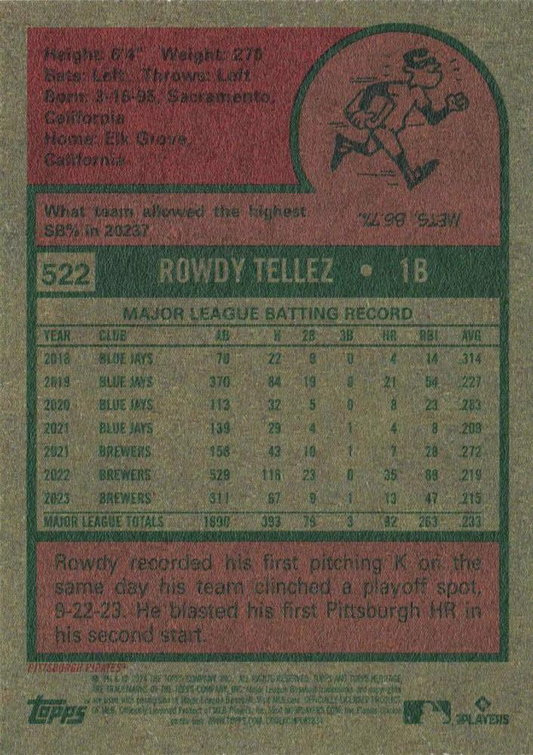 Height: 6'4" Weight: 275
Bats: Left. Throws: Left
Born: 3-16-95, Sacramento,
California
Home: Elk Grove,
California
What team allowed the highest
SB% in 2023?
METS, 86.7%.
522 ROWDY TELLEZ • 1B
MAJOR LEAGUE BATTING RECORD
YEAR CLUB AB H 2B 3B HR RBI AVG
2018 BLUE JAYS 70 22 9 0 4 14 .314
2019 BLUE JAYS 370 84 19 0 21 54 .227
2020 BLUE JAYS 113 32 5 0 8 23 .283
2021 BLUE JAYS 139 29 4 1 4 8 .209
2021 BREWERS 158 43 10 1 7 28 .272
2022 BREWERS 529 116 23 0 35 89 .219
2023 BREWERS 311 67 9 1 13 47 .215
MAJOR LEAGUE TOTALS 1690 393 79 3 92 263 .233
Rowdy recorded his first pitching K on the
same day his team clinched a playoff spot,
9-22-23. He blasted his first Pittsburgh HR in
his second start.
PITTSBURGH PIRATES®
Topps
PLAYERS